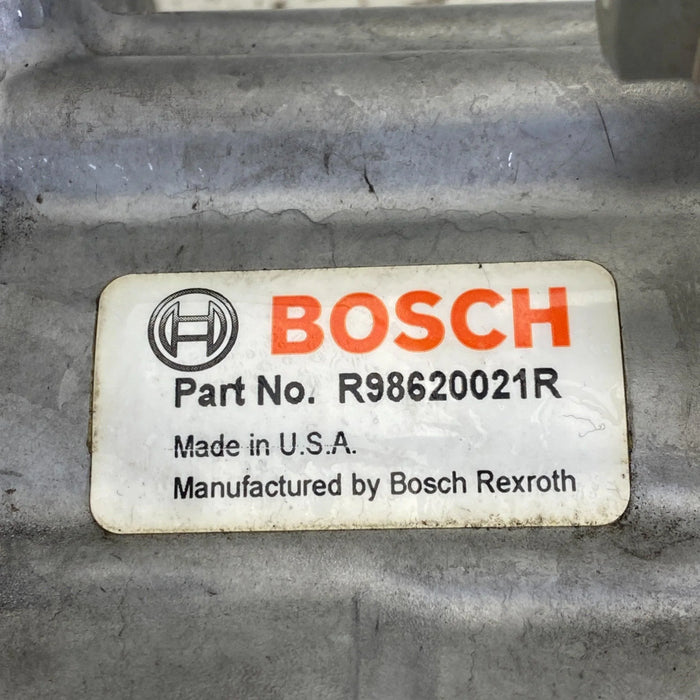 BOSCH
Part No. R98620021R
Made in U.S.A.
Manufactured by Bosch Rexroth